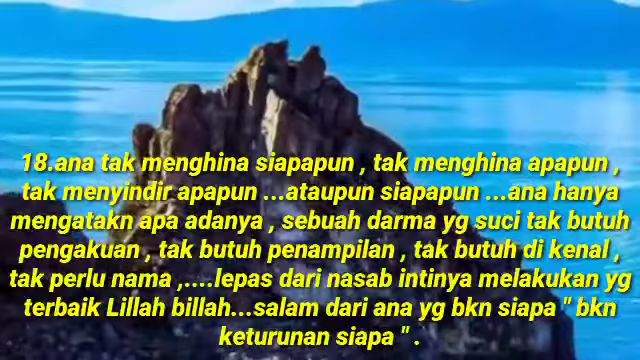 18.ana tak menghina siapapun , tak menghina apapun ,
tak menyindir apapun ...ataupun siapapun ...ana hanya
mengatakn apa adanya , sebuah darma yg suci tak butuh
pengakuan , tak butuh penampilan , tak butuh di kenal ,
tak perlu nama ,....lepas dari nasab intinya melakukan yg
terbaik Lillah billah...salam dari ana yg bkn siapa " bkn
keturunan siapa " .